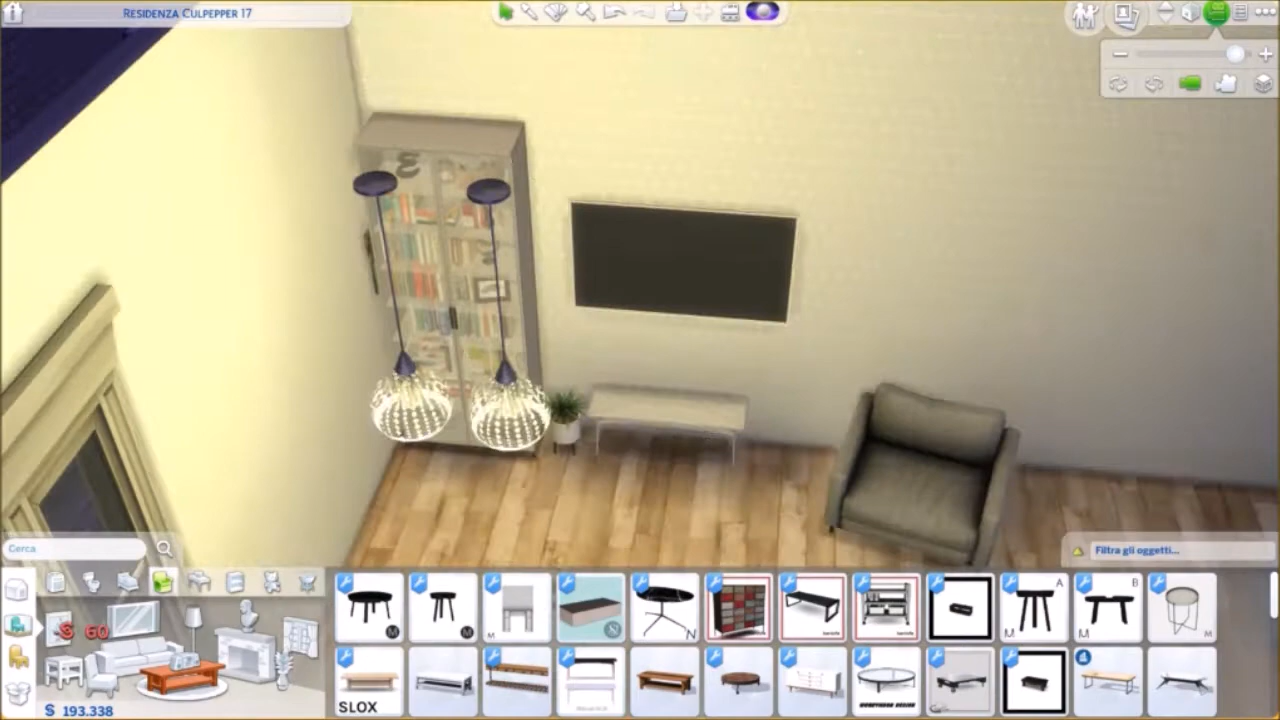 RESIDENZA CULPEPPER 17
Cerca.
Filtra gli oggetti...
M
M
M
S
N
A
M
B
M
M
S 60
SLOX
S 193.338